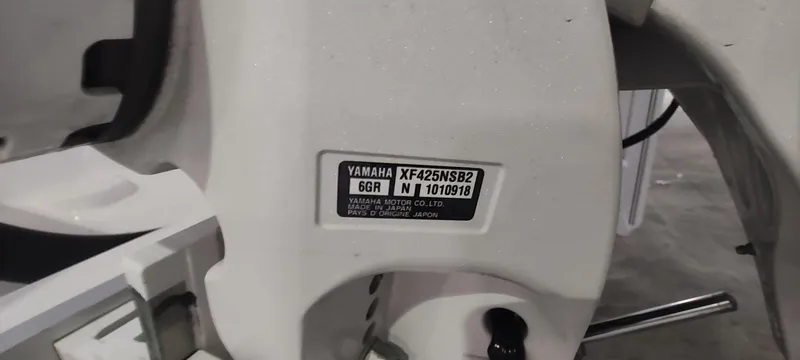 YAMAHA XF425NSB2
6GR N 1010918
YAMAHA MOTOR CO.,LTD.
MADE IN JAPAN
PAYS D'ORIGINE JAPON